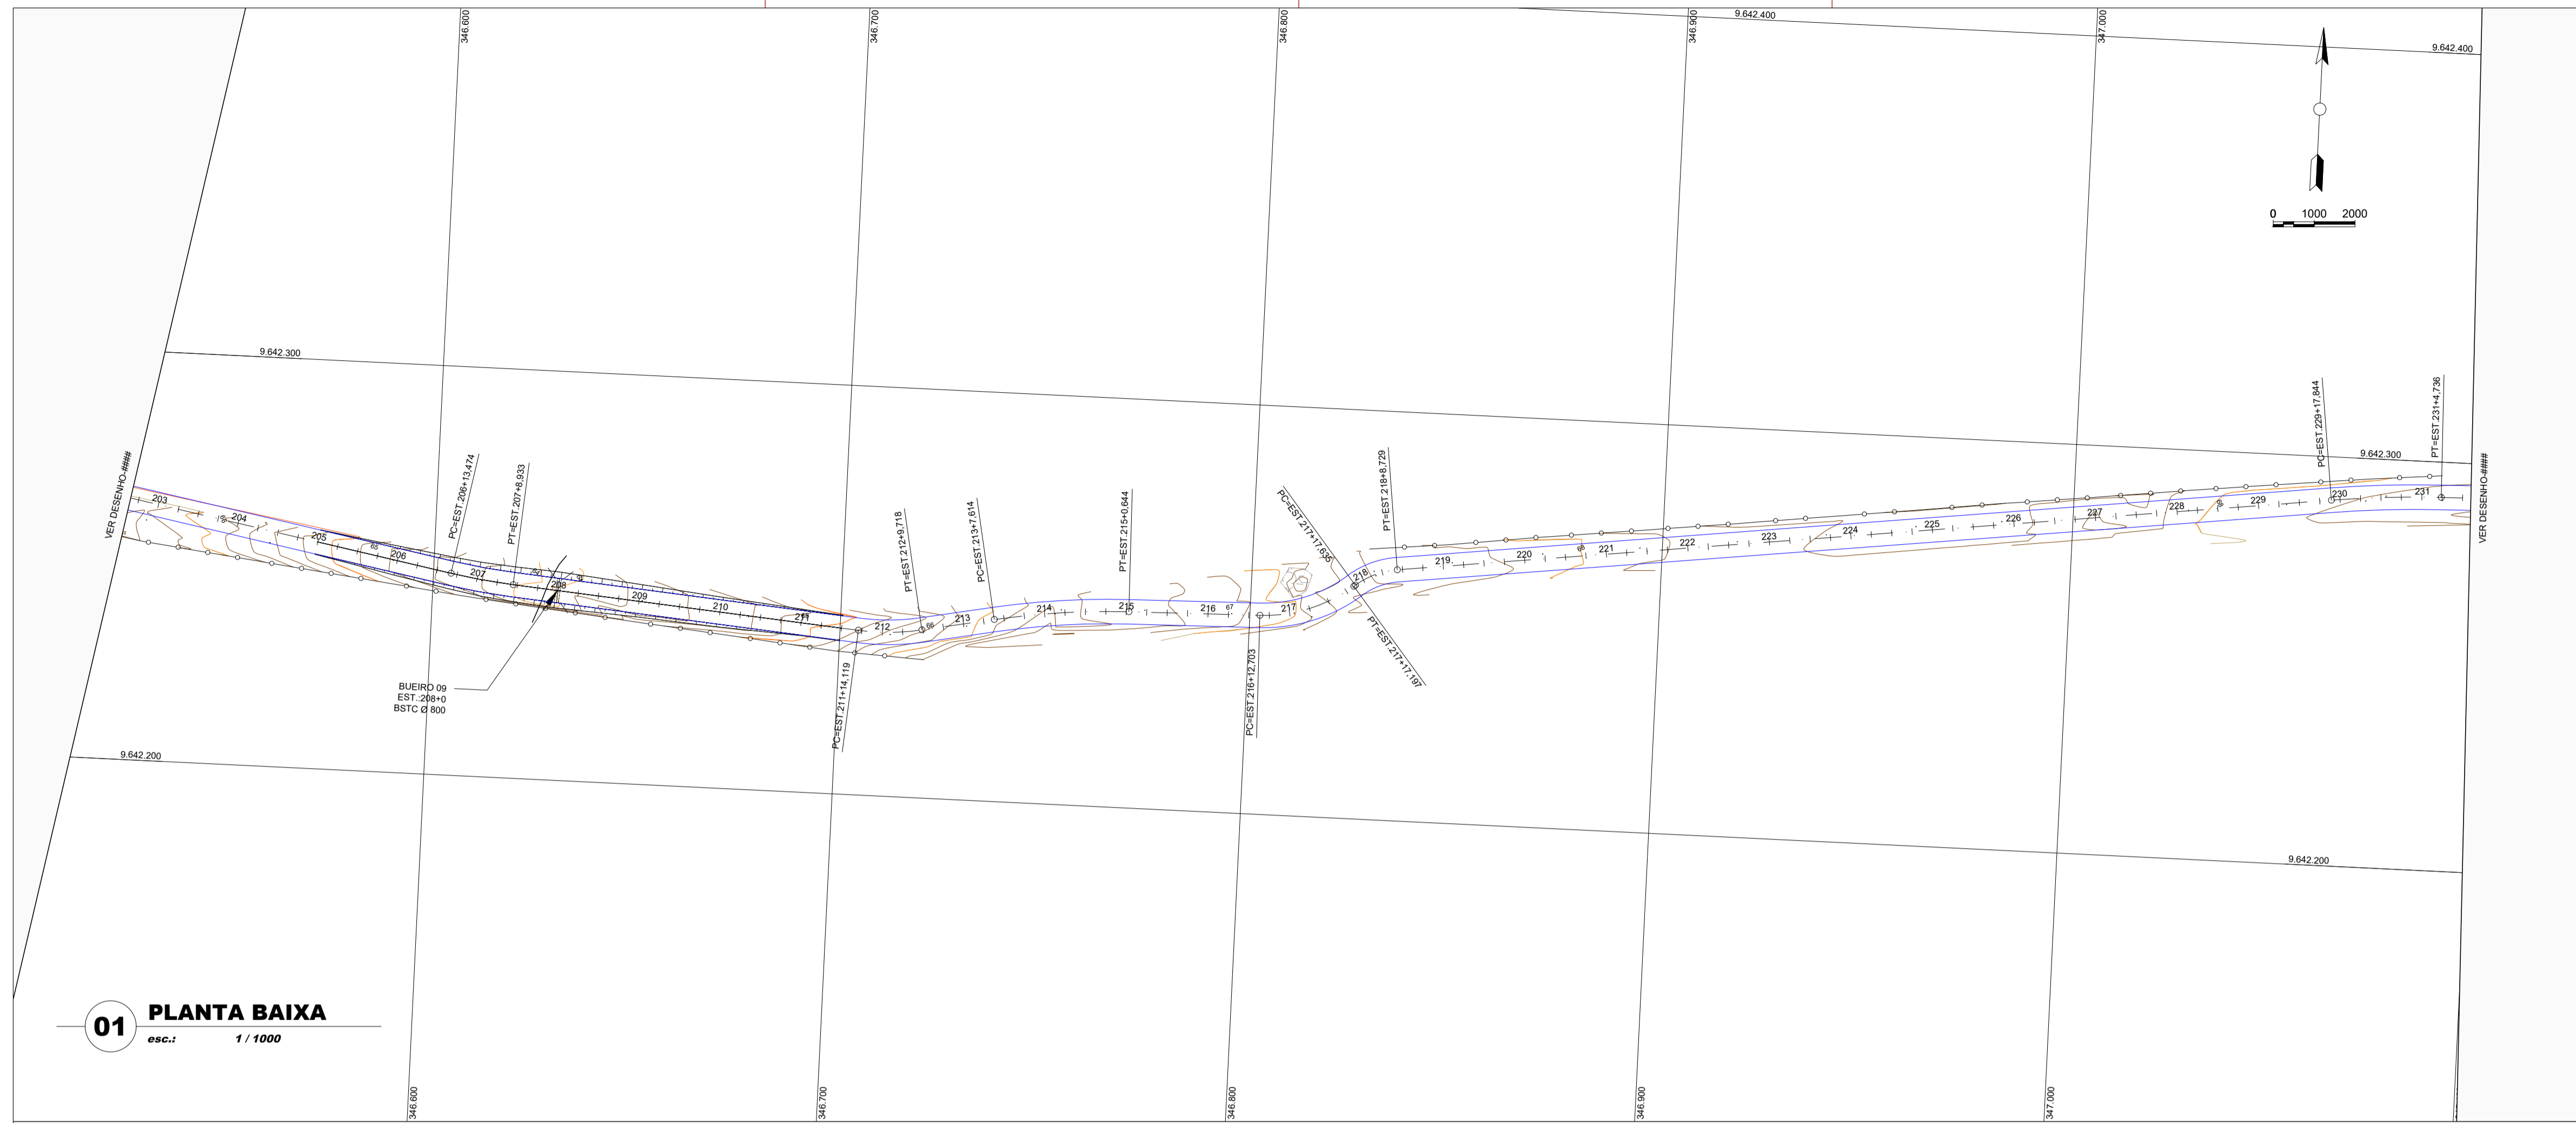 346.600
346.700
346.800
346.900
9.642.400
347.000
9.642.400
0 1000 2000
9.642.300
9.642.300
VER DESENHO-####
VER DESENHO-####
PC=EST.206+13,474
PT=EST.207+8,933
PT=EST.212+9,718
PC=EST.213+7,614
PT=EST.215+0,644
PC=EST.217+17,635
PT=EST.218+8,729
PC=EST.229+17,844
PT=EST.231+4,736
203
204
205
65
206
207
208
209
210
211
212
66
213
214
215
216
67
217
218
219
220
68
221
222
223
224
225
226
227
228
229
230
231
PC=EST.211+14,119
PC=EST.216+12,703
PT=EST.217+17,197
BUEIRO 09
EST.:208+0
BSTC Ø 800
9.642.200
9.642.200
01
PLANTA BAIXA
esc.: 1 / 1000
346.600
346.700
346.800
346.900
347.000